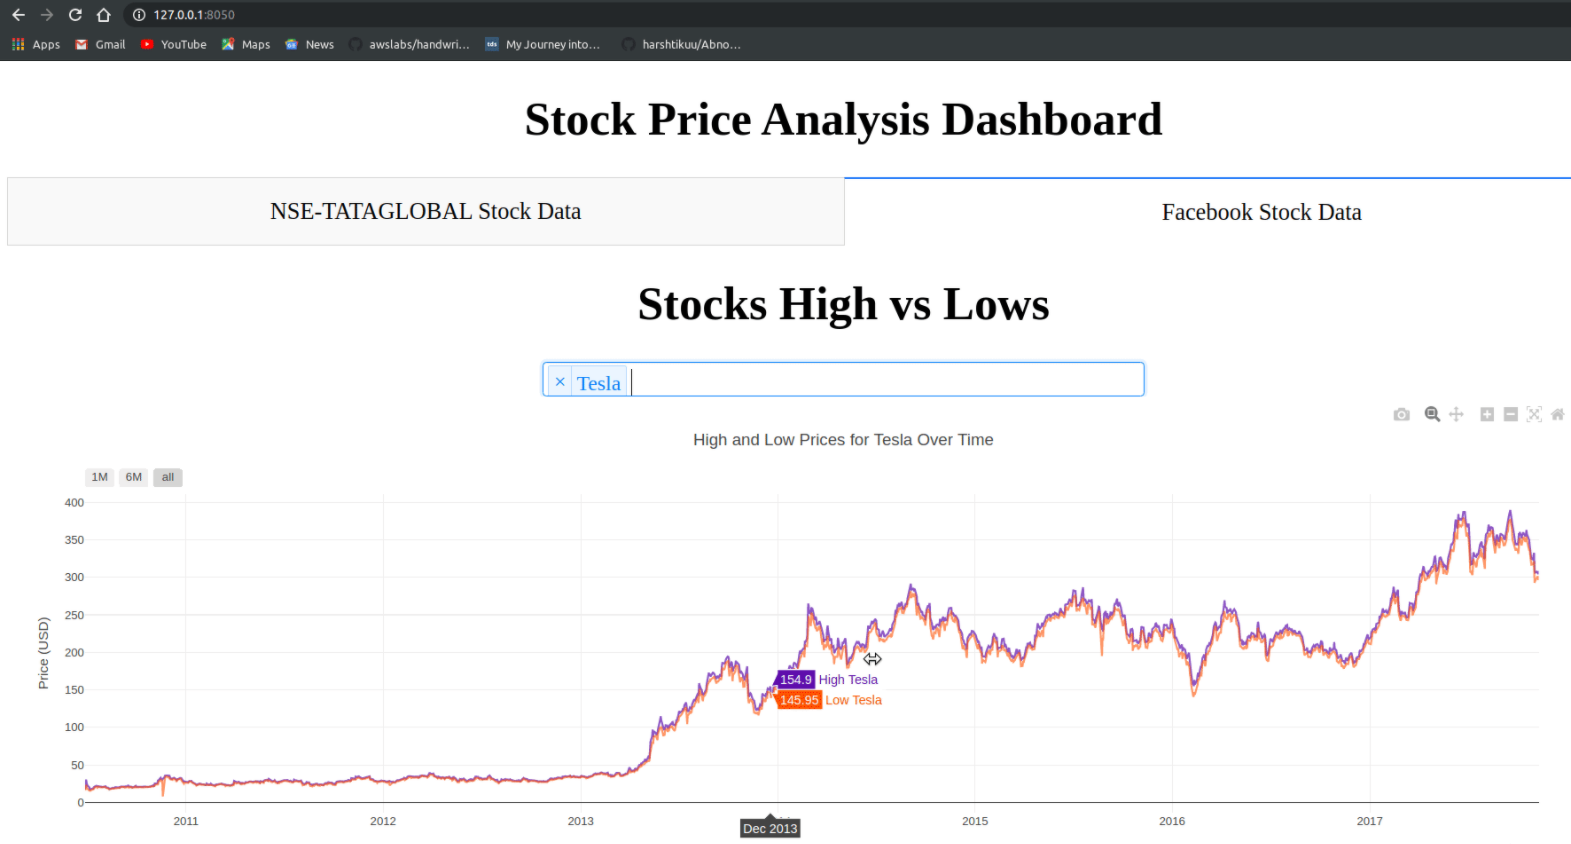 127.0.0.1:8050
Apps Gmail YouTube Maps News awslabs/handwri... My Journey into... harshtikuu/Abno...
Stock Price Analysis Dashboard
NSE-TATAGLOBAL Stock Data Facebook Stock Data
Stocks High vs Lows
× Tesla
High and Low Prices for Tesla Over Time
1M 6M all
400
350
300
250
200
150
100
50
0
Price (USD)
154.9 High Tesla
145.95 Low Tesla
2011 2012 2013 2015 2016 2017
Dec 2013